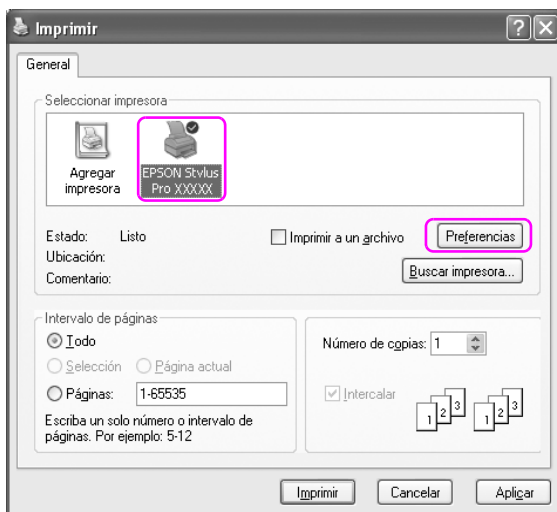 Imprimir
General
Seleccionar impresora
Agregar
impresora
EPSON Stylus
Pro XXXXX
Estado: Listo
Imprimir a un archivo
Preferencias
Ubicación:
Comentario:
Buscar impresora...
Intervalo de páginas
Todo
Selección
Página actual
Páginas: 1-65535
Escriba un solo número o intervalo de
páginas. Por ejemplo: 5-12
Número de copias: 1
Intercalar
1 2 3
1 2 3
Imprimir
Cancelar
Aplicar